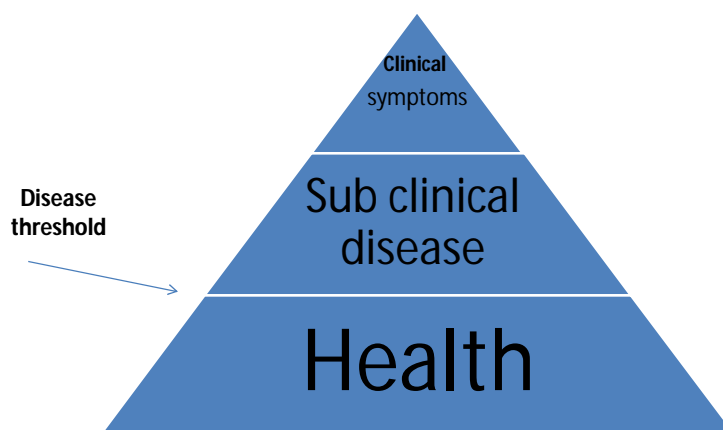 Clinical
symptoms
Sub clinical
disease
Disease
threshold
Health